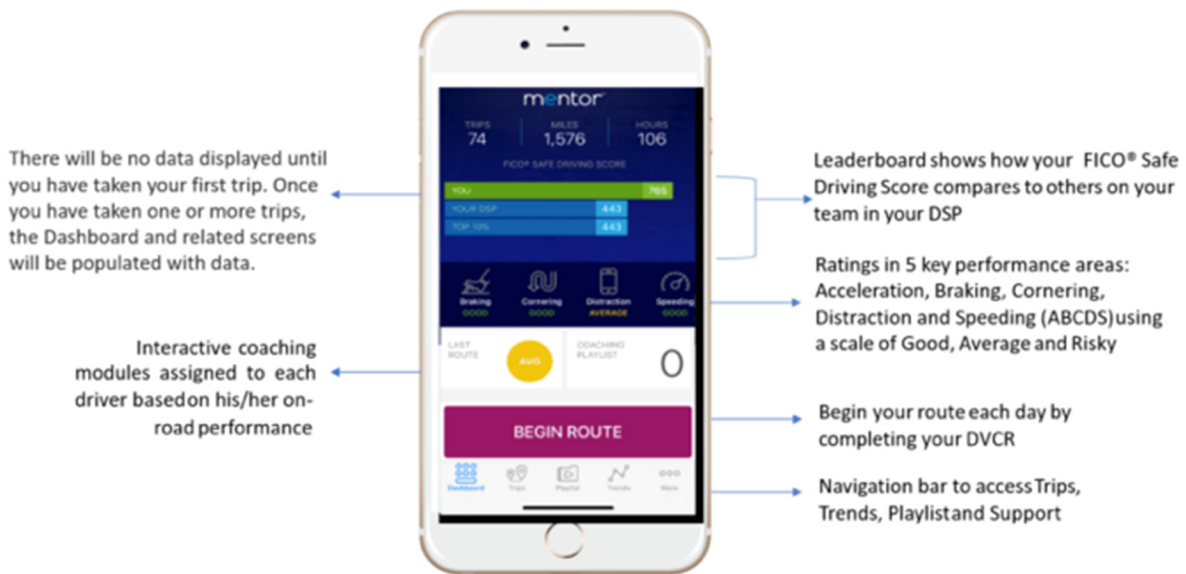 There will be no data displayed until
you have taken your first trip. Once
you have taken one or more trips,
the Dashboard and related screens
will be populated with data.
Interactive coaching
modules assigned to each
driver basedon his/her on-
road performance
mentor
TRIPS MILES HOURS
74 1,576 106
FICO® SAFE DRIVING SCORE
YOU 765
YOUR DSP 443
TOP 10% 443
Braking Cornering Distraction Speeding
GOOD GOOD AVERAGE GOOD
LAST
ROUTE
AVG
COACHING
PLAYLIST
0
BEGIN ROUTE
Dashboard Trips Playlist Trends More
Leaderboard shows how your FICO® Safe
Driving Score compares to others on your
team in your DSP
Ratings in 5 key performance areas:
Acceleration, Braking, Cornering,
Distraction and Speeding (ABCDS) using
a scale of Good, Average and Risky
Begin your route each day by
completing your DVCR
Navigation bar to access Trips,
Trends, Playlist and Support